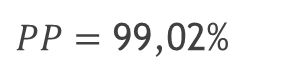 PP = 99,02%